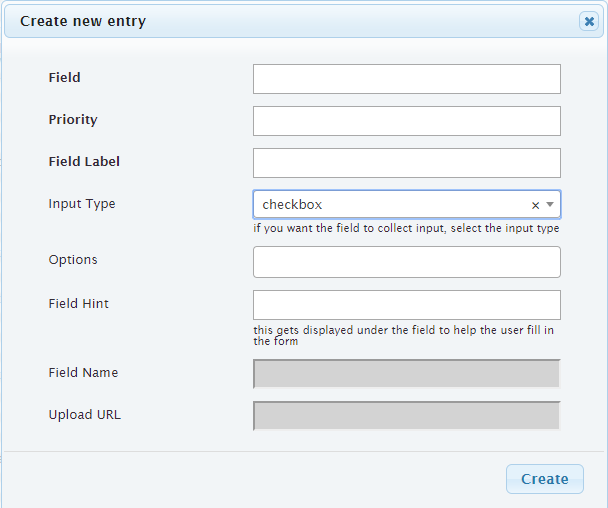 Create new entry
Field
Priority
Field Label
Input Type
checkbox
if you want the field to collect input, select the input type
Options
Field Hint
this gets displayed under the field to help the user fill in
the form
Field Name
Upload URL
Create